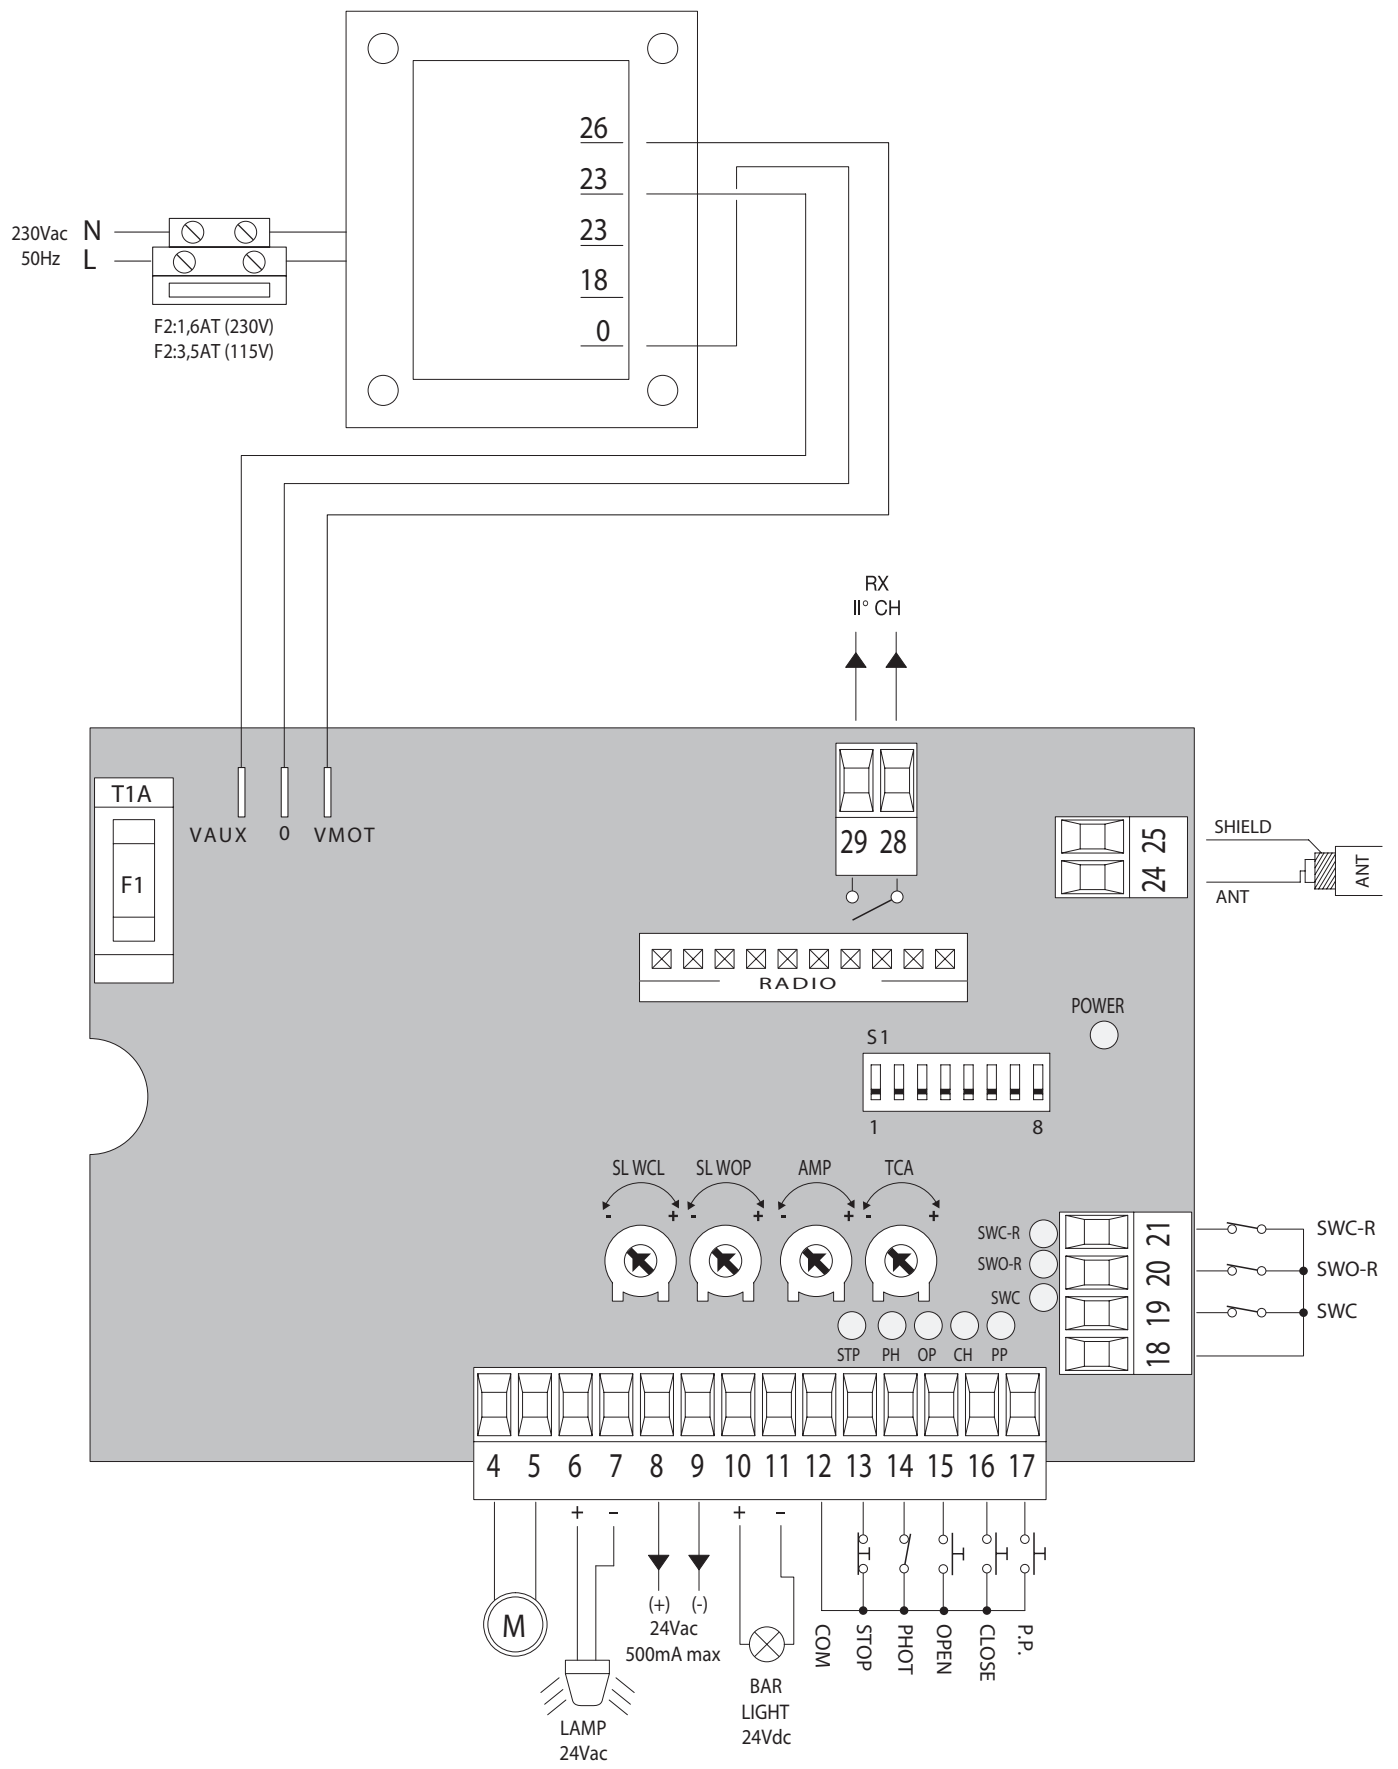 26
23
23
18
0
230Vac N
50Hz L
F2:1,6AT (230V)
F2:3,5AT (115V)
RX
II° CH
T1A
F1
VAUX 0 VMOT
29 28
25
24
SHIELD
ANT
ANT
RADIO
POWER
S1
1 8
SL WCL SL WOP AMP TCA
- + - + - + - +
SWC-R
SWO-R
SWC
21
20
19
18
SWC-R
SWO-R
SWC
STP PH OP CH PP
4 5 6 7 8 9 10 11 12 13 14 15 16 17
+ - + -
M
(+) (-)
24Vac
500mA max
LAMP
24Vac
BAR
LIGHT
24Vdc
COM
STOP
PHOT
OPEN
CLOSE
P.P.